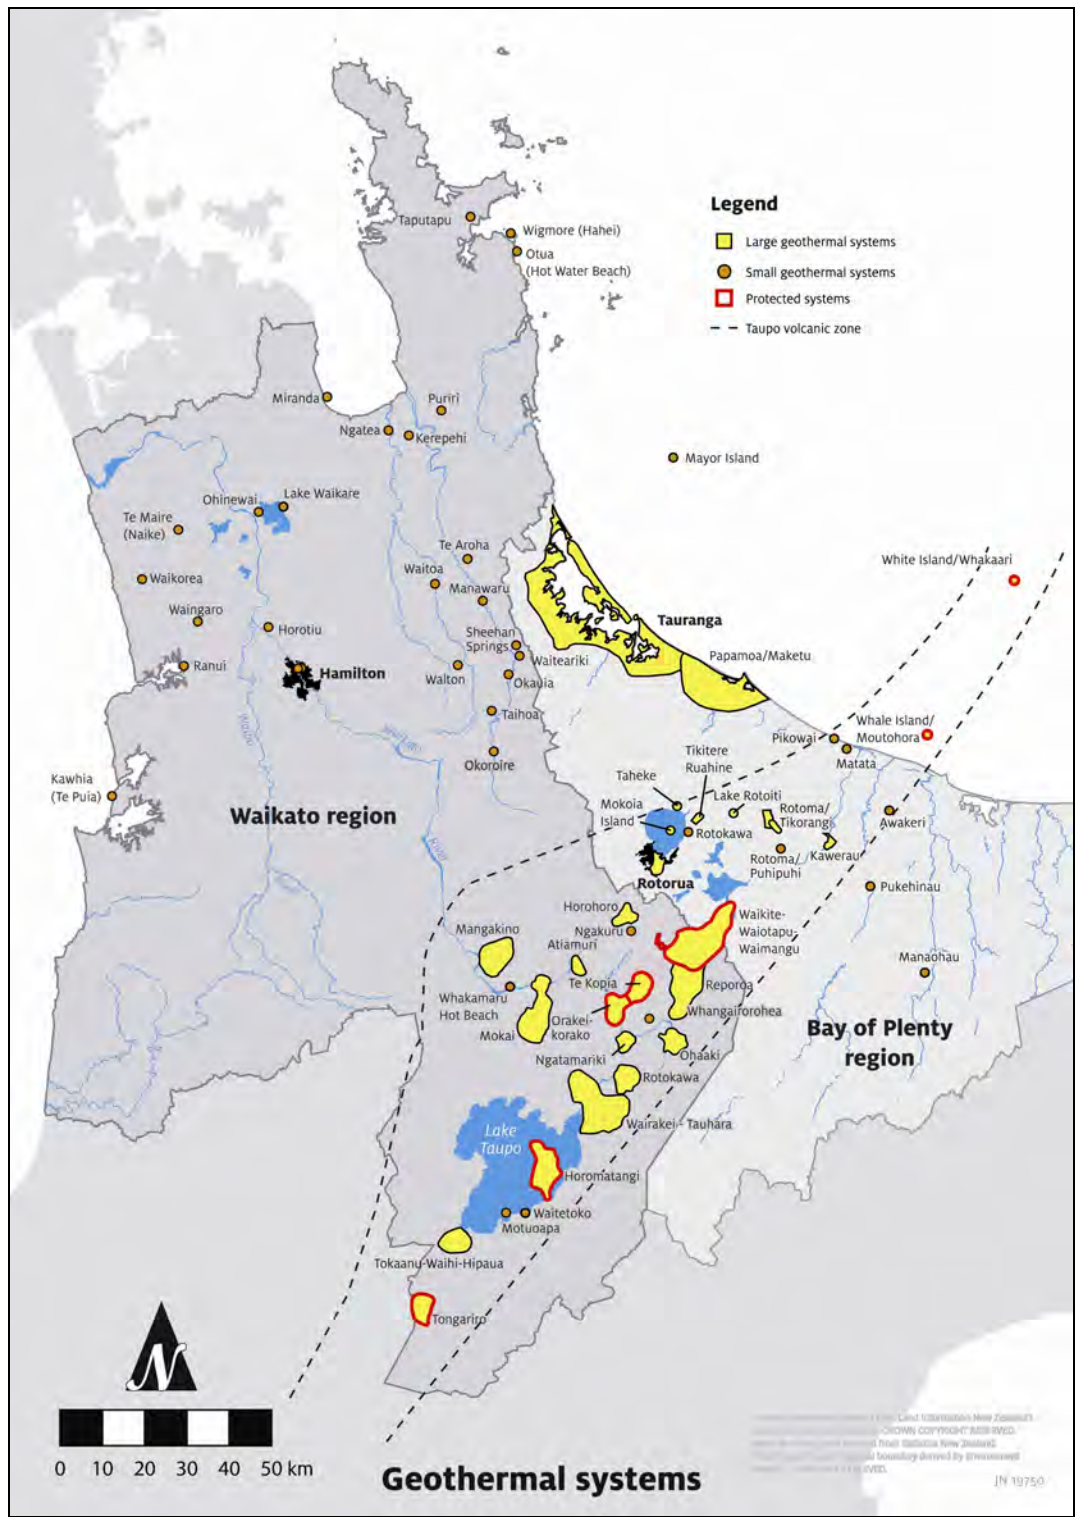 Legend
Large geothermal systems
Small geothermal systems
Protected systems
Taupo volcanic zone
Taputapu
Wigmore (Hahei)
Otua
(Hot Water Beach)
Miranda
Puriri
Ngatea
Kerepehi
Mayor Island
Ohinewai
Lake Waikare
Te Maire
(Naike)
Te Aroha
White Island/Whakaari
Waikorea
Waitoa
Manawaru
Waingaro
Horotiu
Tauranga
Sheehan
Springs
Waiteariki
Papamoa/Maketu
Ranui
Hamilton
Walton
Okauia
Taihoa
Whale Island/
Moutohora
Pikowai
Matata
Okoroire
Tikitere
Ruahine
Kawhia
(Te Puia)
Taheke
Lake Rotoiti
Mokoia
Island
Rotoma/
Tikorangi
Waikato region
Rotokawa
Awakeri
Rotoma/
Puhipuhi
Kawerau
River
Rotorua
Pukehinau
Horohoro
Ngakuru
Waikite-
Waiotapu-
Waimangu
Mangakino
Atiamuri
Manaohau
Te Kopia
Reporoa
Whakamaru
Hot Beach
Whangairorohea
Mokai
Orakei-
korako
Bay of Plenty
region
Ngatamariki
Ohaaki
Rotokawa
Wairakei - Tauhara
Lake
Taupo
Horomatangi
Waitetoko
Motuoapa
Tokaanu-Waihi-Hipaua
Tongariro
N
0 10 20 30 40 50 km
Geothermal systems
JN 19750